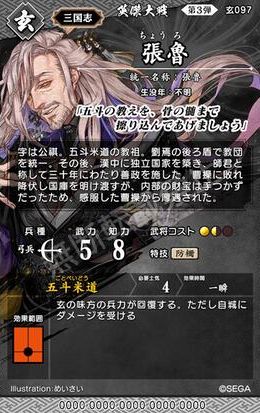 玄
三国志
英傑大戦
第3弾
玄097
ちょうろ
張魯
統一名称:張魯
生没年:不明
「五斗の教えを、骨の髄まで
擦り込んであげましょう」
字は公祺。五斗米道の教祖。劉焉の後ろ盾で教団
を統一。その後、漢中に独立国家を築き、師君と
称して三十年にわたり善政を施した。曹操に敗れ
降伏し国庫を明け渡すが、内部の財宝は手つかず
だったため、感服した曹操から厚遇された。
兵種 武力 知力 武将コスト
弓兵 5 8 特技 防柵
ごとべいどう
五斗米道
必要士気 4
効果時間 一瞬
効果範囲
玄の味方の兵力が回復する。ただし自城に
ダメージを受ける
Illustration:めいさい
©SEGA
0000-0000-0000-0000-0000